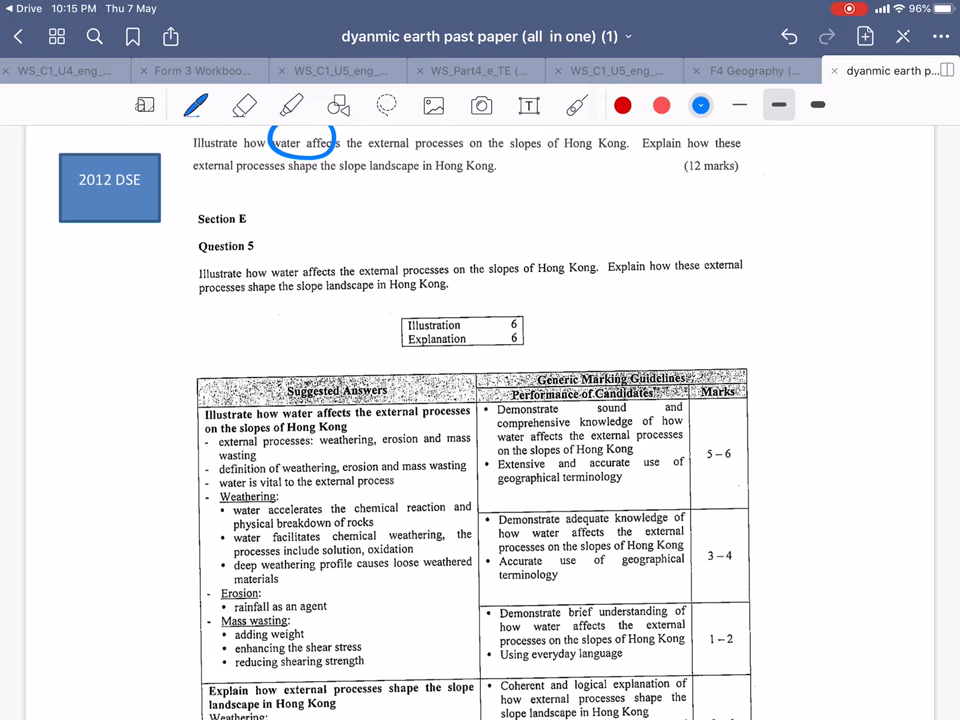 ◀ Drive 10:15 PM Thu 7 May 96%
dyanmic earth past paper (all in one) (1)
WS_C1_U4_eng_... Form 3 Workboo... WS_C1_U5_eng_... WS_Part4_e_TE (... WS_C1_U5_eng_... F4 Geography (... dyanmic earth p...
Illustrate how water affects the external processes on the slopes of Hong Kong. Explain how these
external processes shape the slope landscape in Hong Kong. (12 marks)
2012 DSE
Section E
Question 5
Illustrate how water affects the external processes on the slopes of Hong Kong. Explain how these external
processes shape the slope landscape in Hong Kong.
Illustration 6
Explanation 6
Suggested Answers
Generic Marking Guidelines
Performance of Candidates Marks
Illustrate how water affects the external processes
on the slopes of Hong Kong
- external processes: weathering, erosion and mass
wasting
- definition of weathering, erosion and mass wasting
- water is vital to the external process
- Weathering:
• water accelerates the chemical reaction and
physical breakdown of rocks
• water facilitates chemical weathering, the
processes include solution, oxidation
• deep weathering profile causes loose weathered
materials
- Erosion:
• rainfall as an agent
- Mass wasting:
• adding weight
• enhancing the shear stress
• reducing shearing strength
• Demonstrate sound and
comprehensive knowledge of how
water affects the external processes
on the slopes of Hong Kong
• Extensive and accurate use of
geographical terminology
5 – 6
• Demonstrate adequate knowledge of
how water affects the external
processes on the slopes of Hong Kong
• Accurate use of geographical
terminology
3 – 4
• Demonstrate brief understanding of
how water affects the external
processes on the slopes of Hong Kong
• Using everyday language
1 – 2
Explain how external processes shape the slope
landscape in Hong Kong
Weathering:
• Coherent and logical explanation of
how external processes shape the
slope landscape in Hong Kong